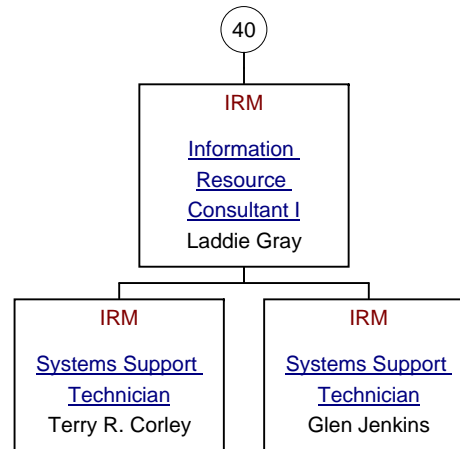 40
IRM
Information
Resource
Consultant I
Laddie Gray
IRM
Systems Support
Technician
Terry R. Corley
IRM
Systems Support
Technician
Glen Jenkins